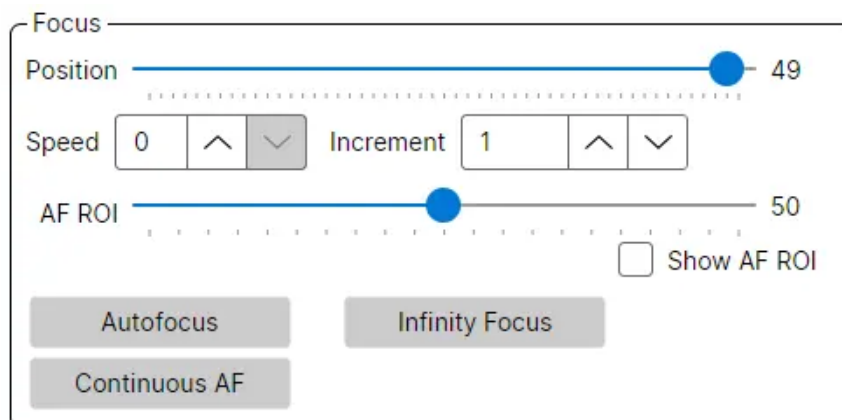 Focus
Position 49
Speed 0 Increment 1
AF ROI 50
Show AF ROI
Autofocus Infinity Focus
Continuous AF